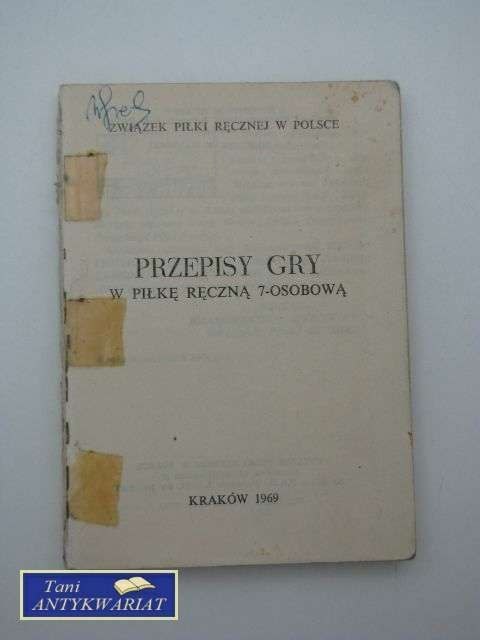 ZWIĄZEK PIŁKI RĘCZNEJ W POLSCE
PRZEPISY GRY
W PIŁKĘ RĘCZNĄ 7-OSOBOWĄ
KRAKÓW 1969
Tani
ANTYKWARIAT